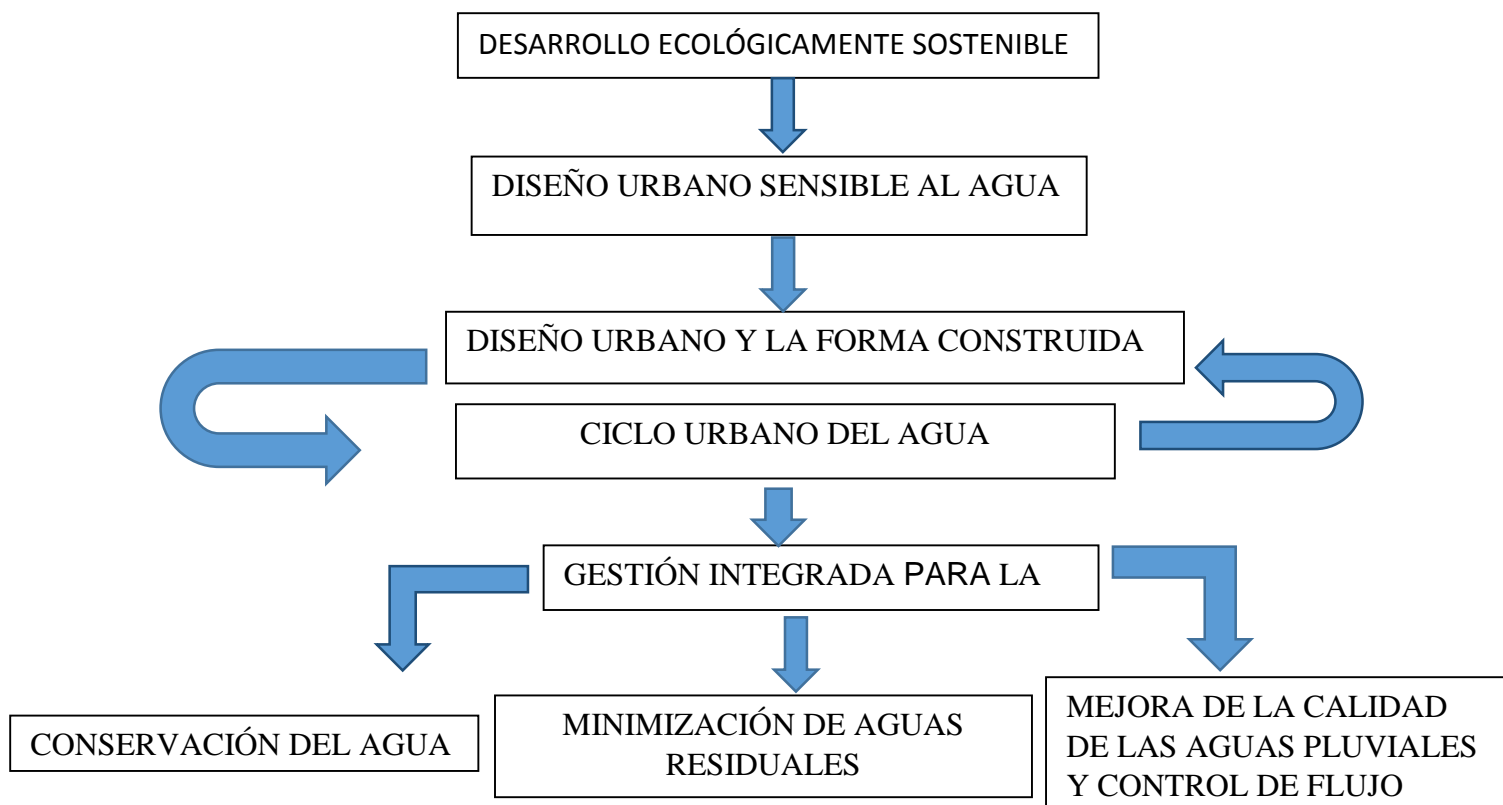 DESARROLLO ECOLÓGICAMENTE SOSTENIBLE
DISEÑO URBANO SENSIBLE AL AGUA
DISEÑO URBANO Y LA FORMA CONSTRUIDA
CICLO URBANO DEL AGUA
GESTIÓN INTEGRADA PARA LA
CONSERVACIÓN DEL AGUA
MINIMIZACIÓN DE AGUAS
RESIDUALES
MEJORA DE LA CALIDAD
DE LAS AGUAS PLUVIALES
Y CONTROL DE FLUJO